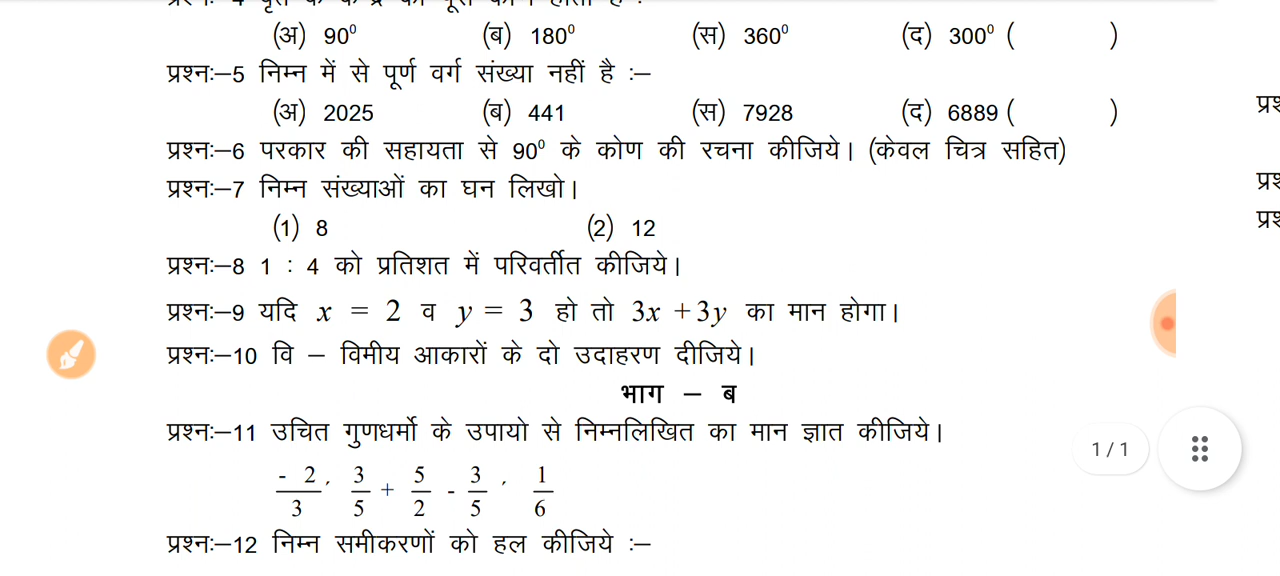 (अ) 90⁰ (ब) 180⁰ (स) 360⁰ (द) 300⁰ ( )
प्रश्नः–5 निम्न में से पूर्ण वर्ग संख्या नहीं है :–
(अ) 2025 (ब) 441 (स) 7928 (द) 6889 ( )
प्रश्नः–6 परकार की सहायता से 90⁰ के कोण की रचना कीजिये। (केवल चित्र सहित)
प्रश्नः–7 निम्न संख्याओं का घन लिखो।
(1) 8 (2) 12
प्रश्नः–8 1 : 4 को प्रतिशत में परिवर्तीत कीजिये।
प्रश्नः–9 यदि x = 2 व y = 3 हो तो 3x +3y का मान होगा।
प्रश्नः–10 वि – विमीय आकारों के दो उदाहरण दीजिये।
भाग – ब
प्रश्नः–11 उचित गुणधर्मो के उपायो से निम्नलिखित का मान ज्ञात कीजिये।
- 2/3 , 3/5 + 5/2 - 3/5 , 1/6
1 / 1
प्रश्नः–12 निम्न समीकरणों को हल कीजिये :–